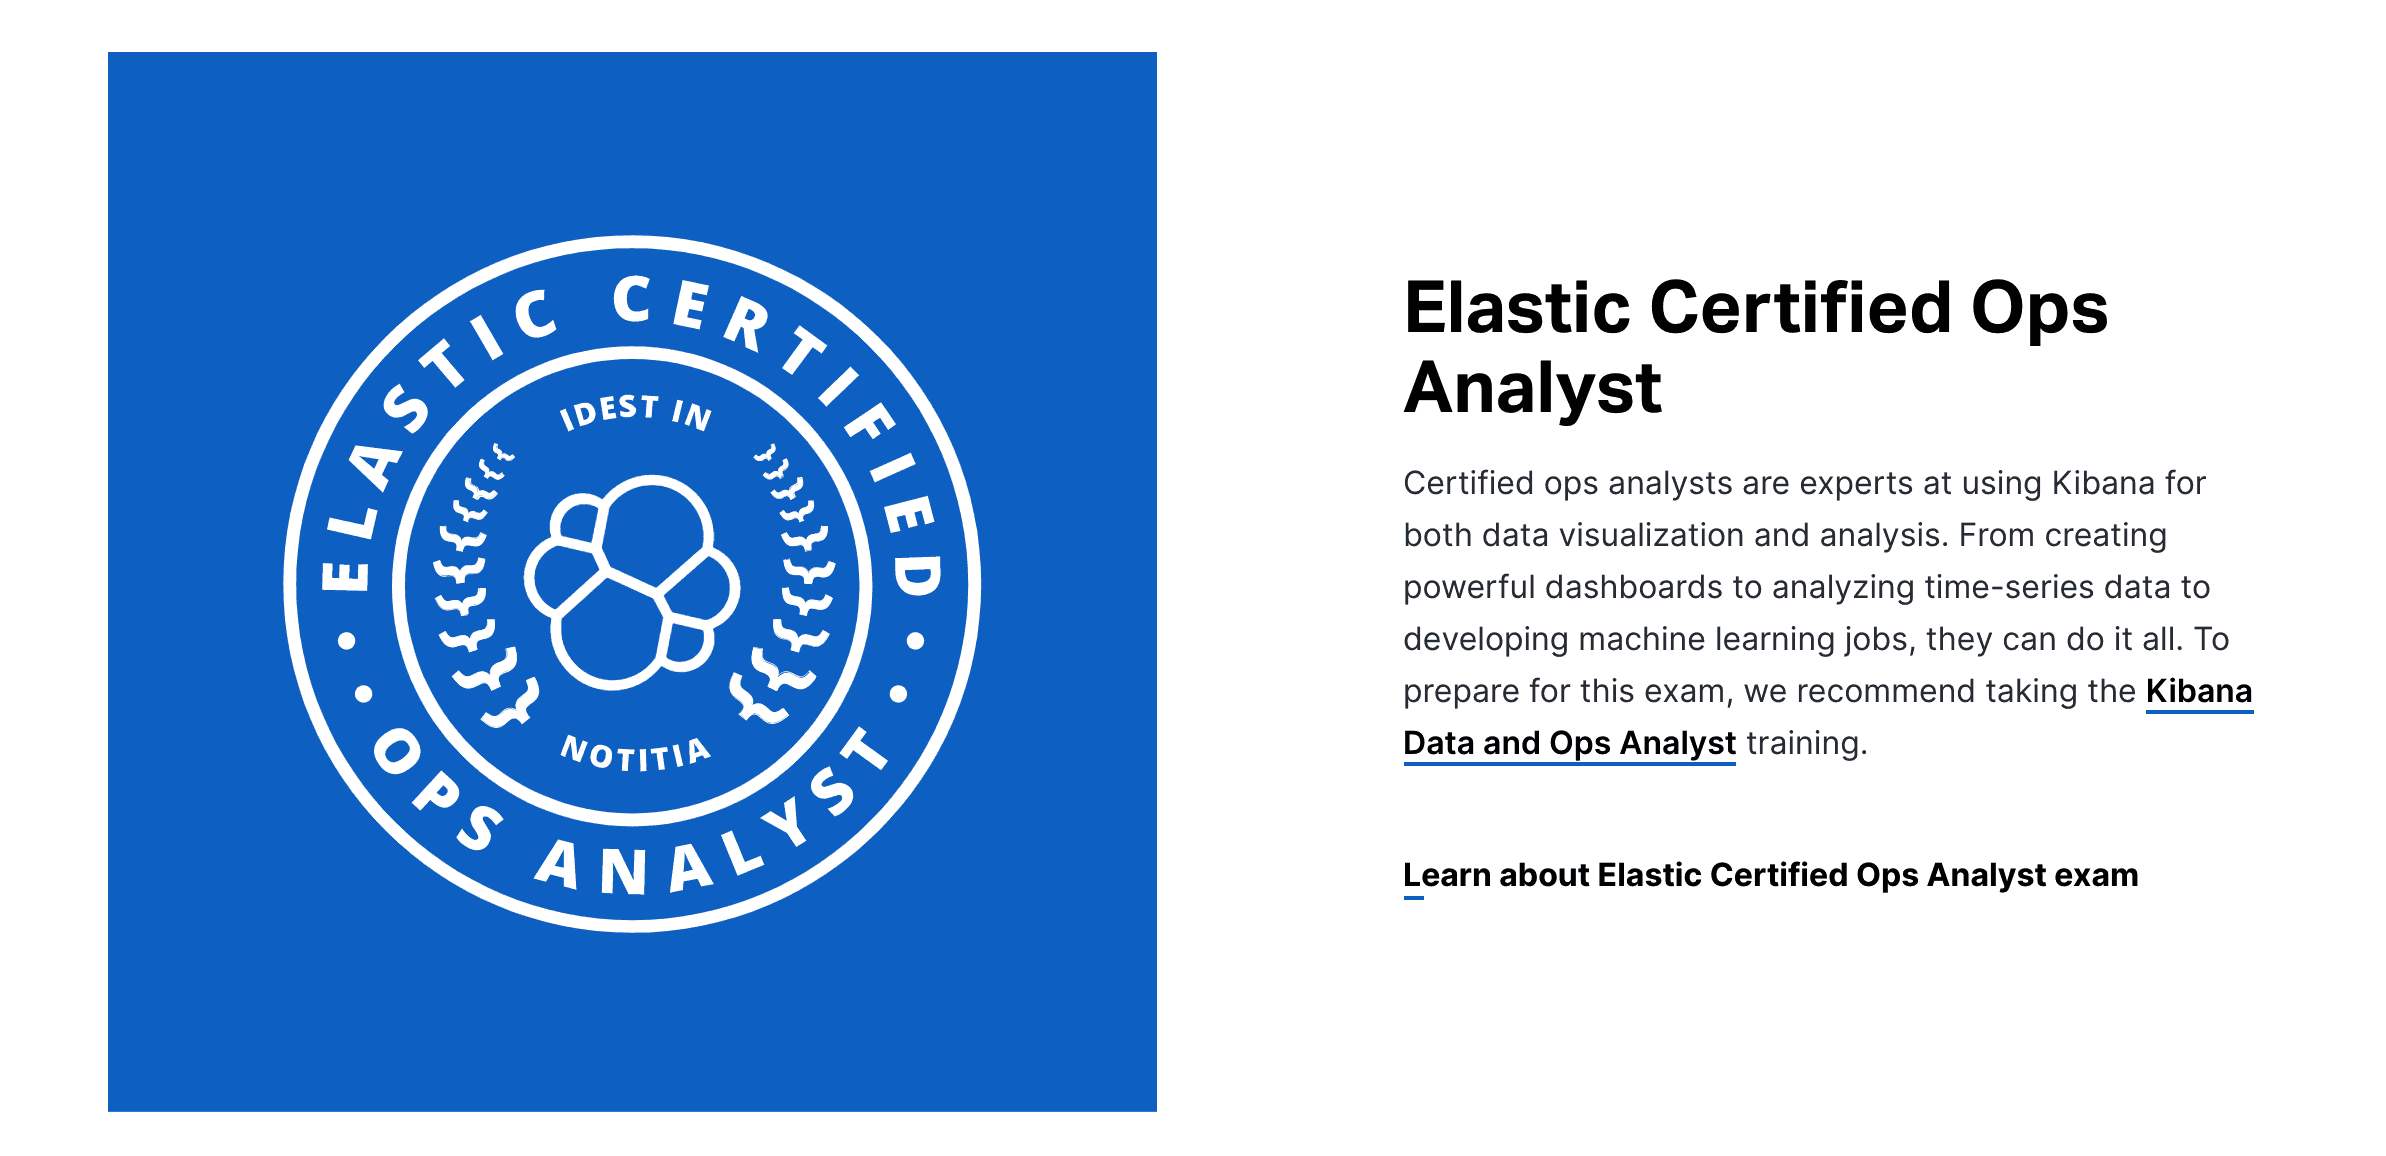 ELASTIC CERTIFIED
IDEST IN
NOTITIA
OPS ANALYST
Elastic Certified Ops
Analyst
Certified ops analysts are experts at using Kibana for
both data visualization and analysis. From creating
powerful dashboards to analyzing time-series data to
developing machine learning jobs, they can do it all. To
prepare for this exam, we recommend taking the Kibana
Data and Ops Analyst training.
Learn about Elastic Certified Ops Analyst exam